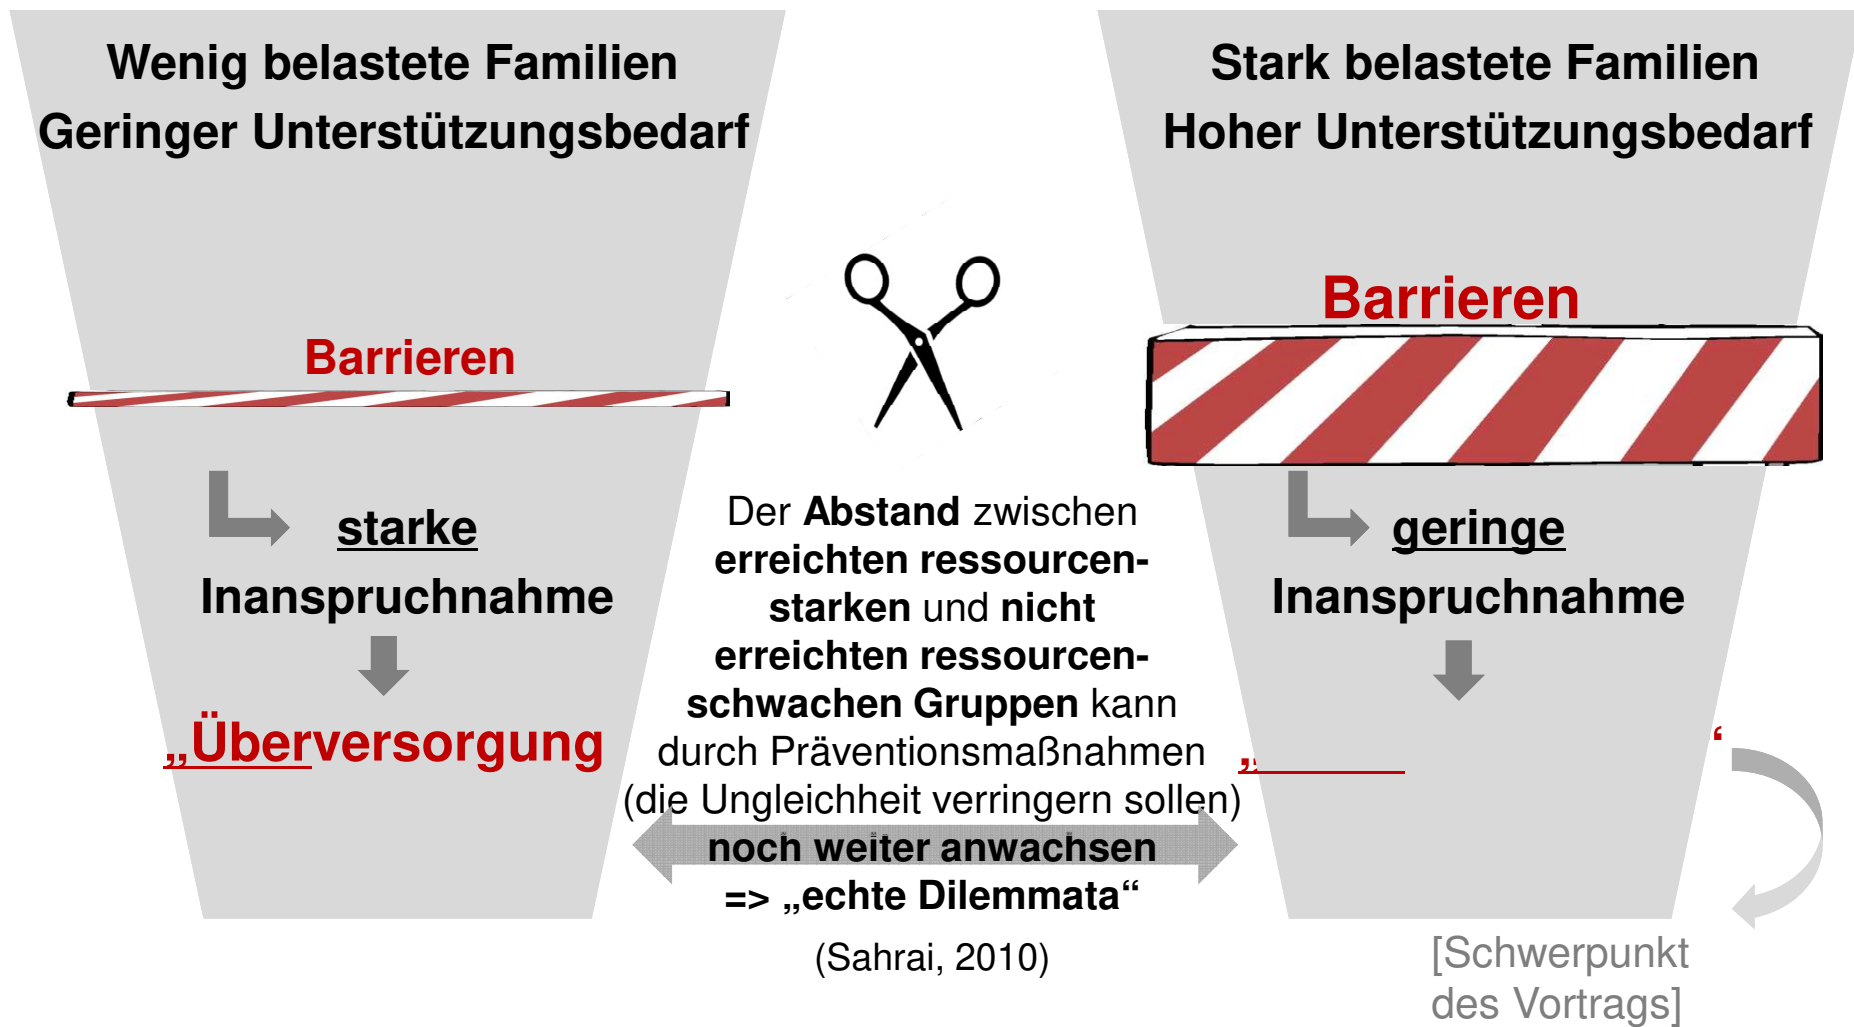 Wenig belastete Familien
Geringer Unterstützungsbedarf
Barrieren
starke
Inanspruchnahme
„Überversorgung
Der Abstand zwischen
erreichten ressourcen-
starken und nicht
erreichten ressourcen-
schwachen Gruppen kann
durch Präventionsmaßnahmen
(die Ungleichheit verringern sollen)
noch weiter anwachsen
=> „echte Dilemmata“
(Sahrai, 2010)
Stark belastete Familien
Hoher Unterstützungsbedarf
Barrieren
geringe
Inanspruchnahme
„ “
[Schwerpunkt
des Vortrags]